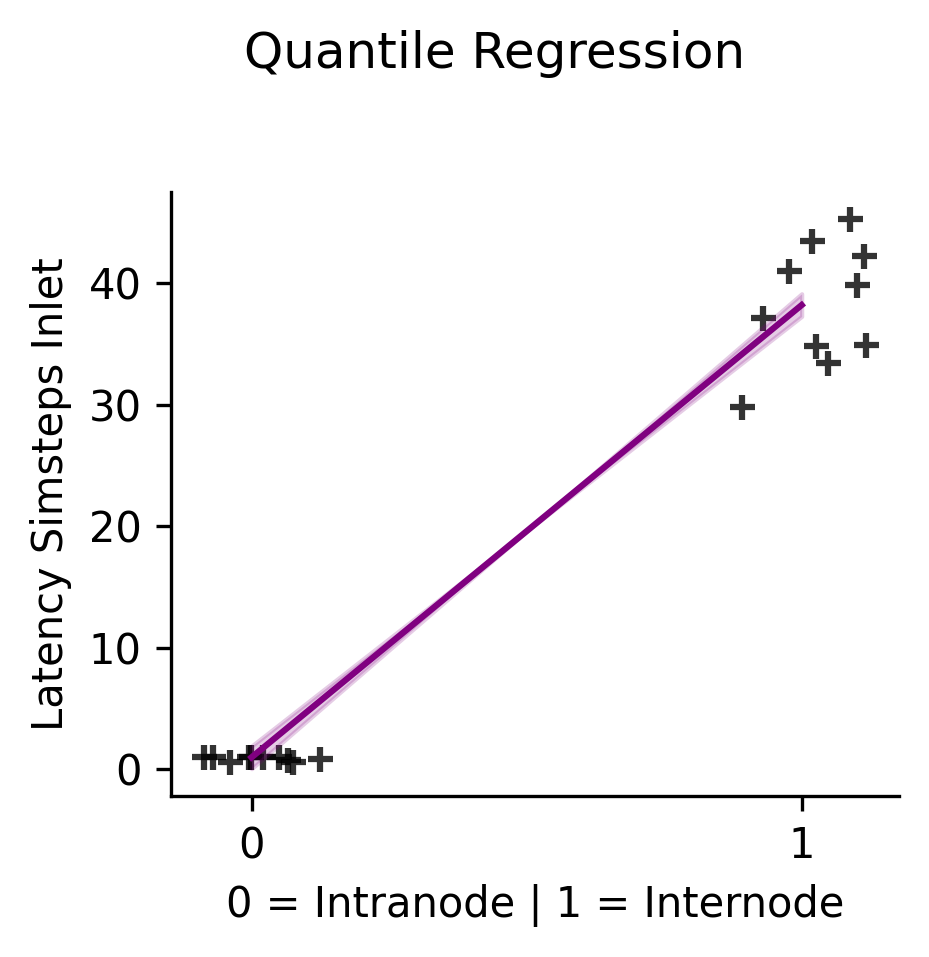 Quantile Regression
Latency Simsteps Inlet
40
30
20
10
0
0 1
0 = Intranode | 1 = Internode